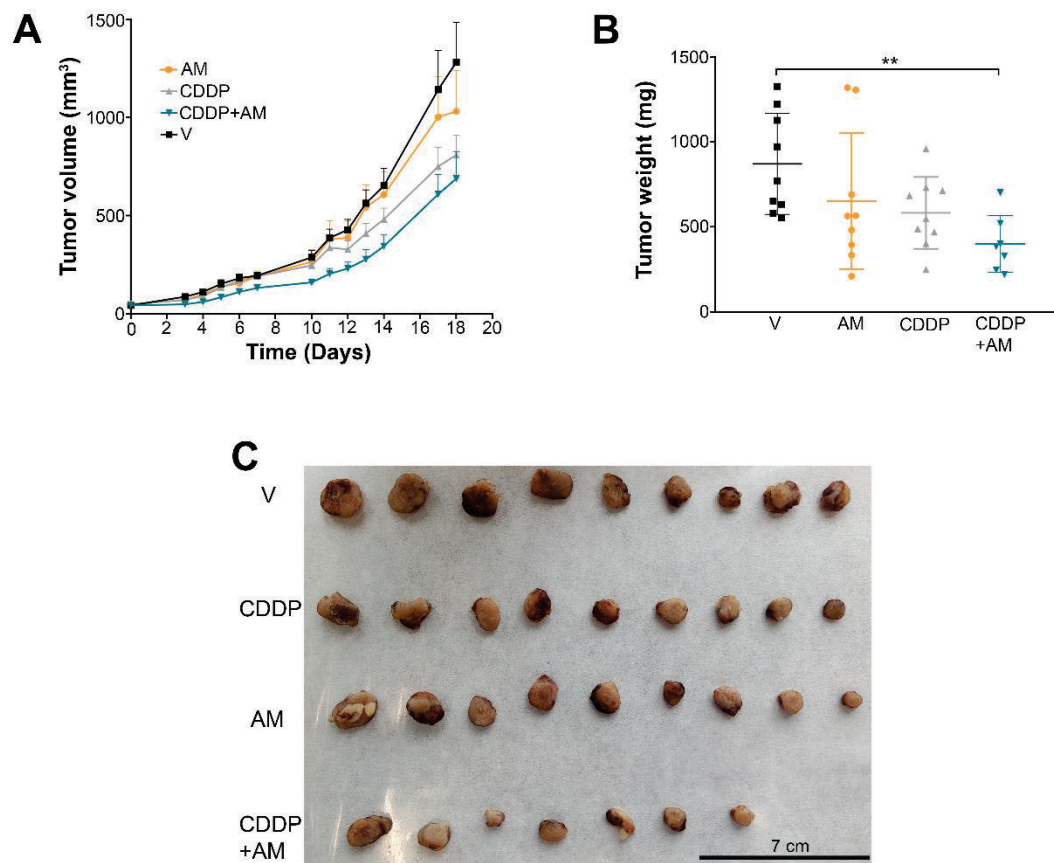 A
Tumor volume (mm³)
1500
1000
500
0
AM
CDDP
CDDP+AM
V
0 2 4 6 8 10 12 14 16 18 20
Time (Days)
B
Tumor weight (mg)
1500
1000
500
0
**
V AM CDDP CDDP
+AM
C
V
CDDP
AM
CDDP
+AM
7 cm